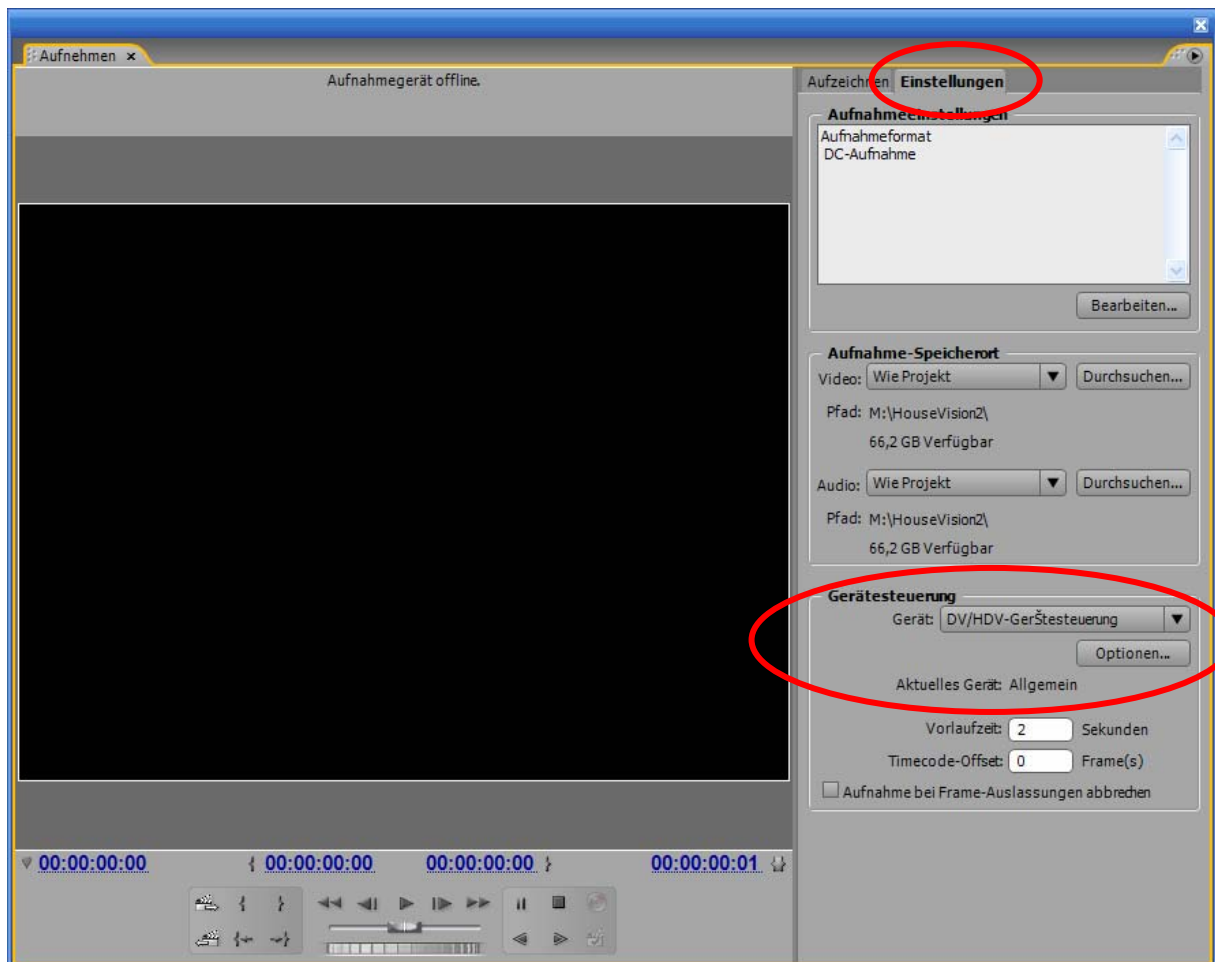 Aufnehmen
Aufnahmegerät offline.
Aufzeichnen Einstellungen
Aufnahmeeinstellungen
Aufnahmeformat
DC-Aufnahme
Bearbeiten...
Aufnahme-Speicherort
Video: Wie Projekt Durchsuchen...
Pfad: M:\HouseVision2\
66,2 GB Verfügbar
Audio: Wie Projekt Durchsuchen...
Pfad: M:\HouseVision2\
66,2 GB Verfügbar
Gerätesteuerung
Gerät: DV/HDV-GerŠtesteuerung
Optionen...
Aktuelles Gerät: Allgemein
Vorlaufzeit: 2 Sekunden
Timecode-Offset: 0 Frame(s)
Aufnahme bei Frame-Auslassungen abbrechen
00:00:00:00 { 00:00:00:00 00:00:00:00 } 00:00:00:01